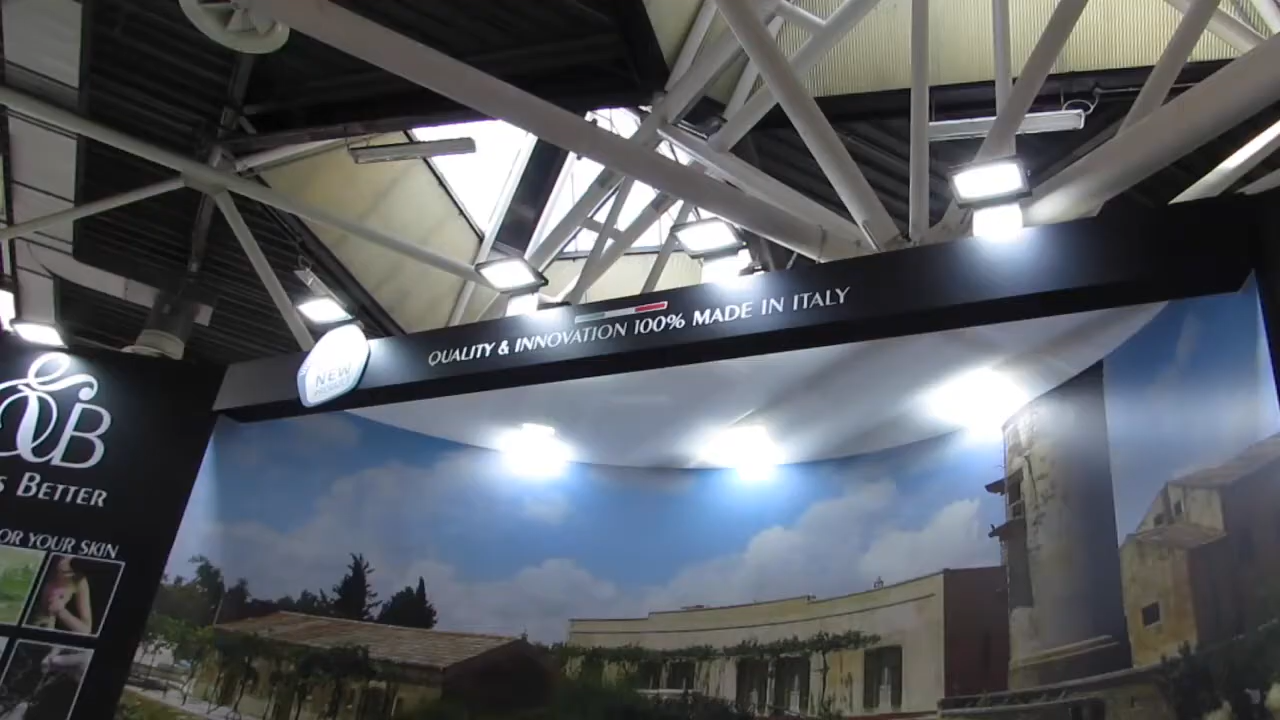 QUALITY & INNOVATION 100% MADE IN ITALY
NEW
B
S BETTER
OR YOUR SKIN